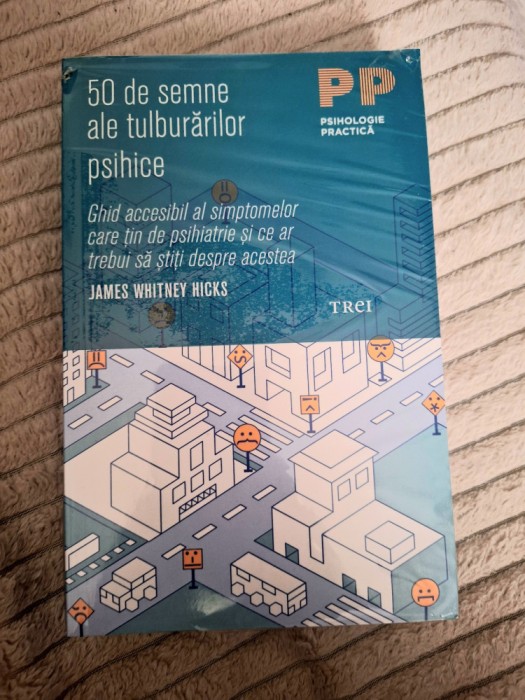 50 de semne
ale tulburărilor
psihice
PP
PSIHOLOGIE
PRACTICĂ
Ghid accesibil al simptomelor
care țin de psihiatrie și ce ar
trebui să știți despre acestea
JAMES WHITNEY HICKS
TREI